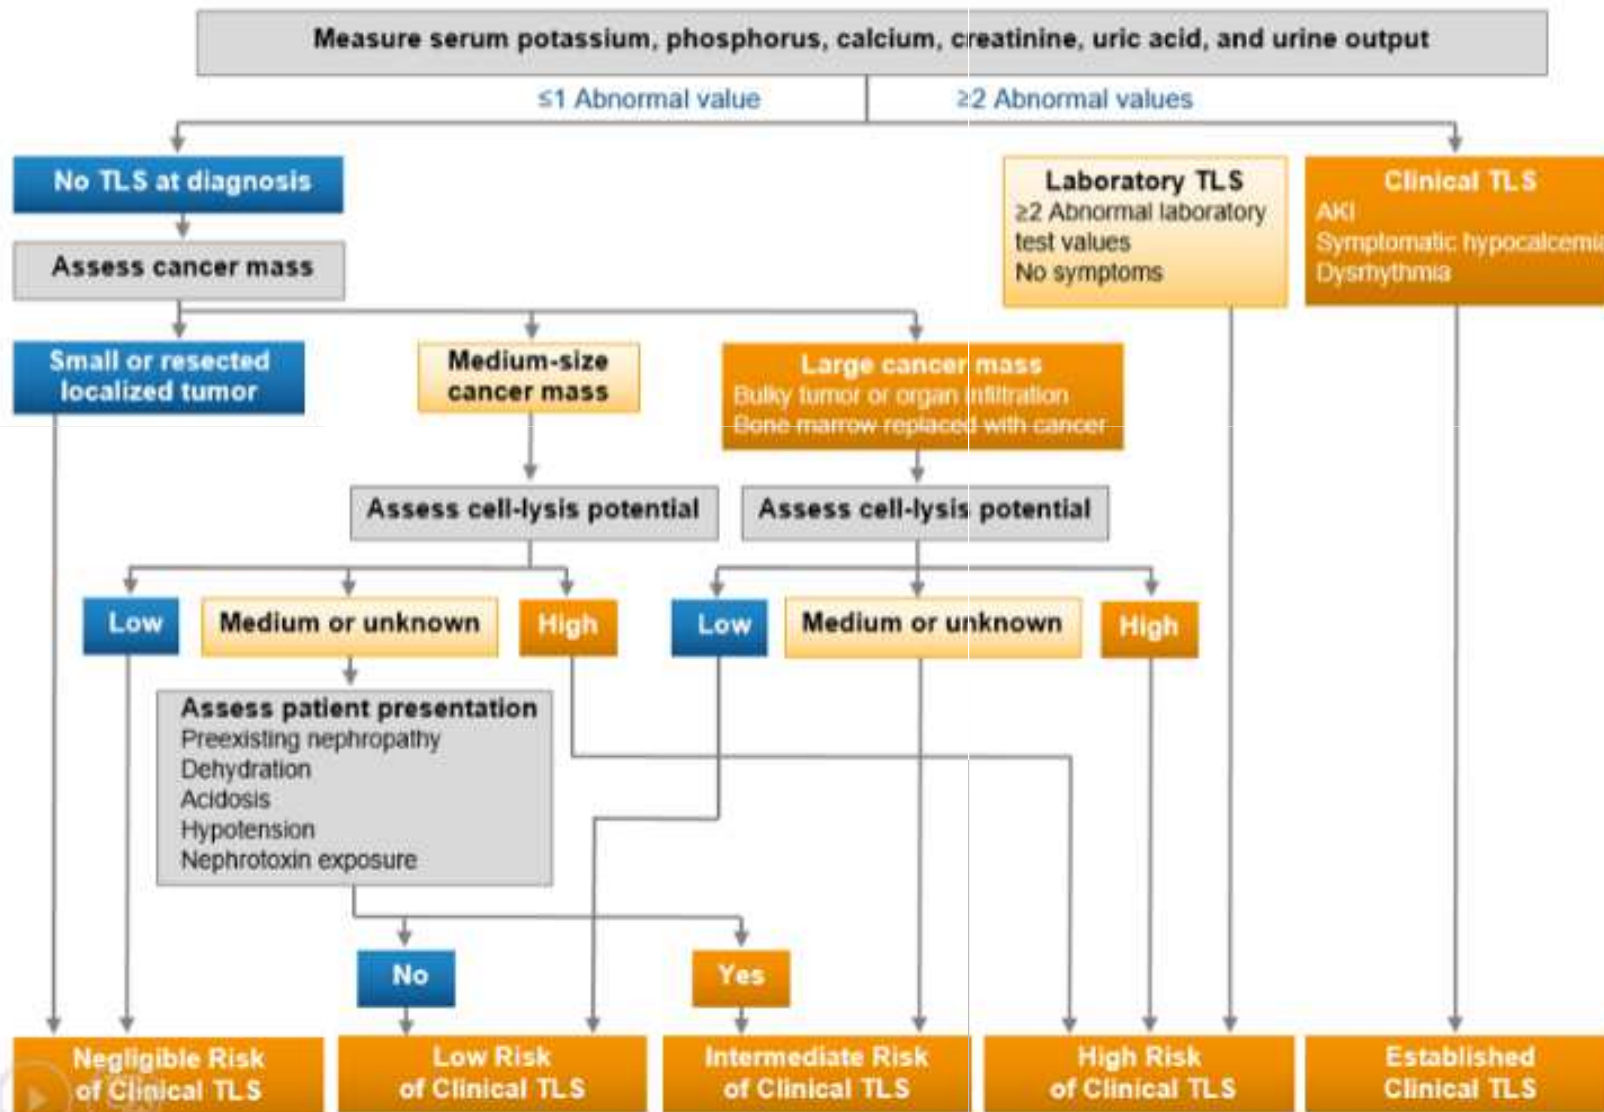 Measure serum potassium, phosphorus, calcium, creatinine, uric acid, and urine output
≤1 Abnormal value
≥2 Abnormal values
No TLS at diagnosis
Laboratory TLS
≥2 Abnormal laboratory
test values
No symptoms
Clinical TLS
AKI
Symptomatic hypocalcemia
Dysrhythmia
Assess cancer mass
Small or resected
localized tumor
Medium-size
cancer mass
Large cancer mass
Bulky tumor or organ infiltration
Bone marrow replaced with cancer
Assess cell-lysis potential
Assess cell-lysis potential
Low
Medium or unknown
High
Low
Medium or unknown
High
Assess patient presentation
Preexisting nephropathy
Dehydration
Acidosis
Hypotension
Nephrotoxin exposure
No
Yes
Negligible Risk
of Clinical TLS
Low Risk
of Clinical TLS
Intermediate Risk
of Clinical TLS
High Risk
of Clinical TLS
Established
Clinical TLS